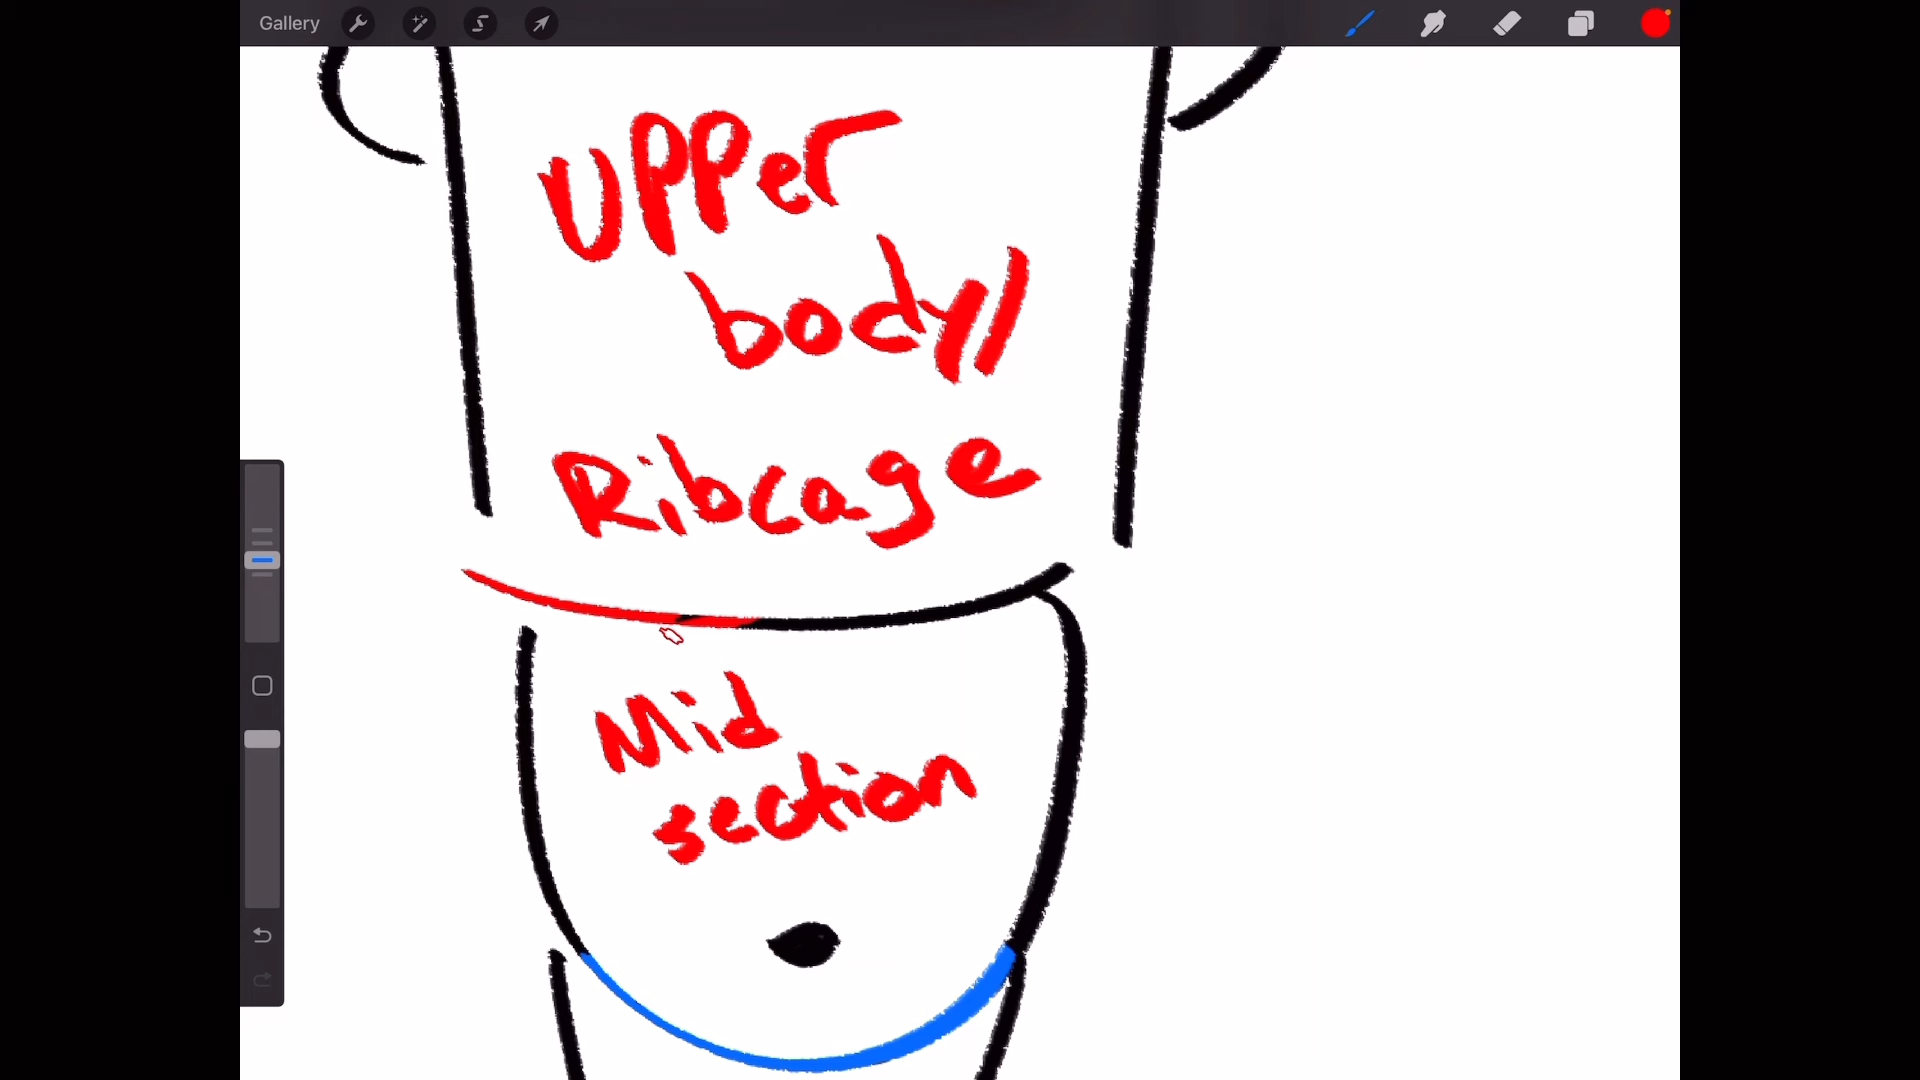 Gallery
Upper
body/
Ribcage
Mid
section